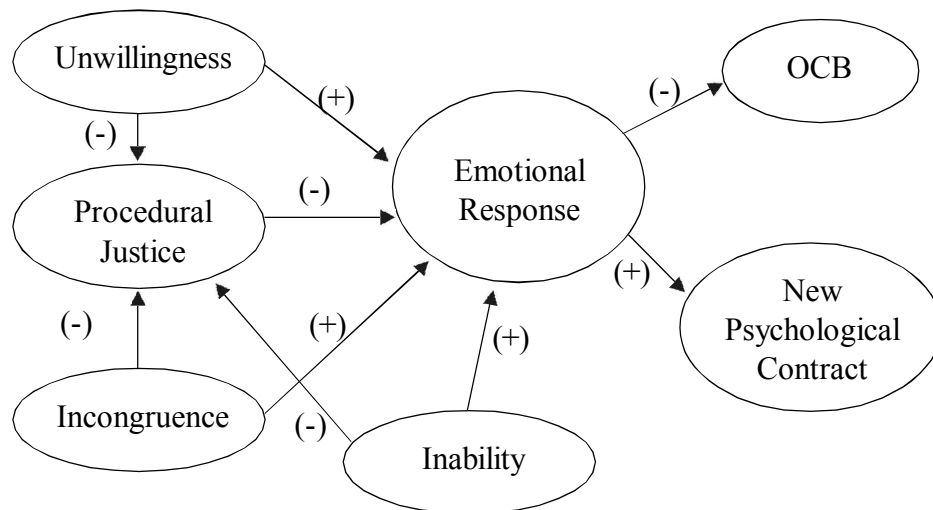 Unwillingness
OCB
(+)
(-)
(-)
Emotional
Response
Procedural
Justice
(-)
(+)
New
Psychological
Contract
(-)
(+)
(+)
Incongruence
(-)
Inability